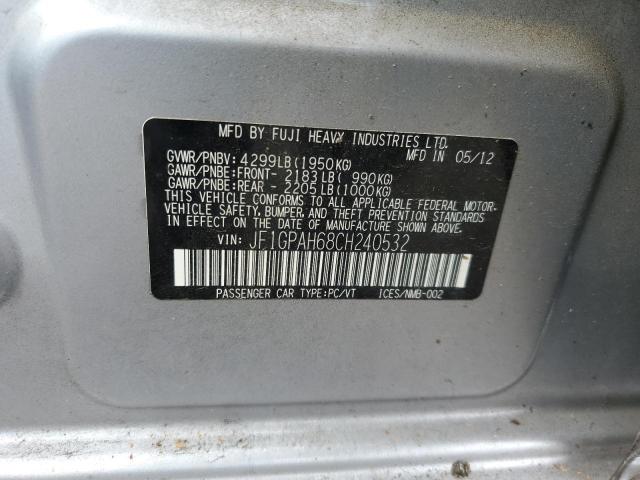 MFD BY FUJI HEAVY INDUSTRIES LTD.
GVWR/PNBV: 4299LB(1950KG) MFD IN 05/12
GAWR/PNBE:FRONT- 2183LB( 990KG)
GAWR/PNBE:REAR - 2205LB(1000KG)
THIS VEHICLE CONFORMS TO ALL APPLICABLE FEDERAL MOTOR
VEHICLE SAFETY, BUMPER, AND THEFT PREVENTION STANDARDS
IN EFFECT ON THE DATE OF MANUFACTURE SHOWN ABOVE.
VIN: JF1GPAH68CH240532
PASSENGER CAR TYPE:PC/VT ICES/NMB-002